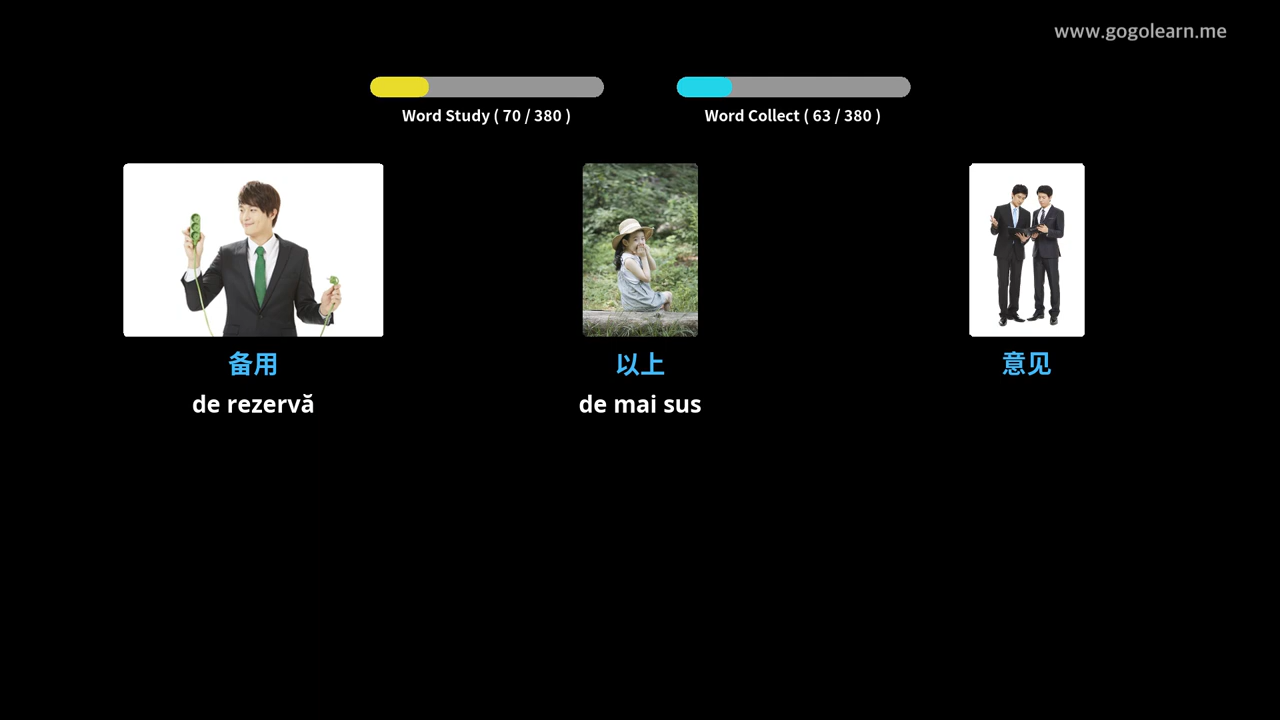 www.gogolearn.me
Word Study ( 70 / 380 )
Word Collect ( 63 / 380 )
备用
以上
意见
de rezervă
de mai sus